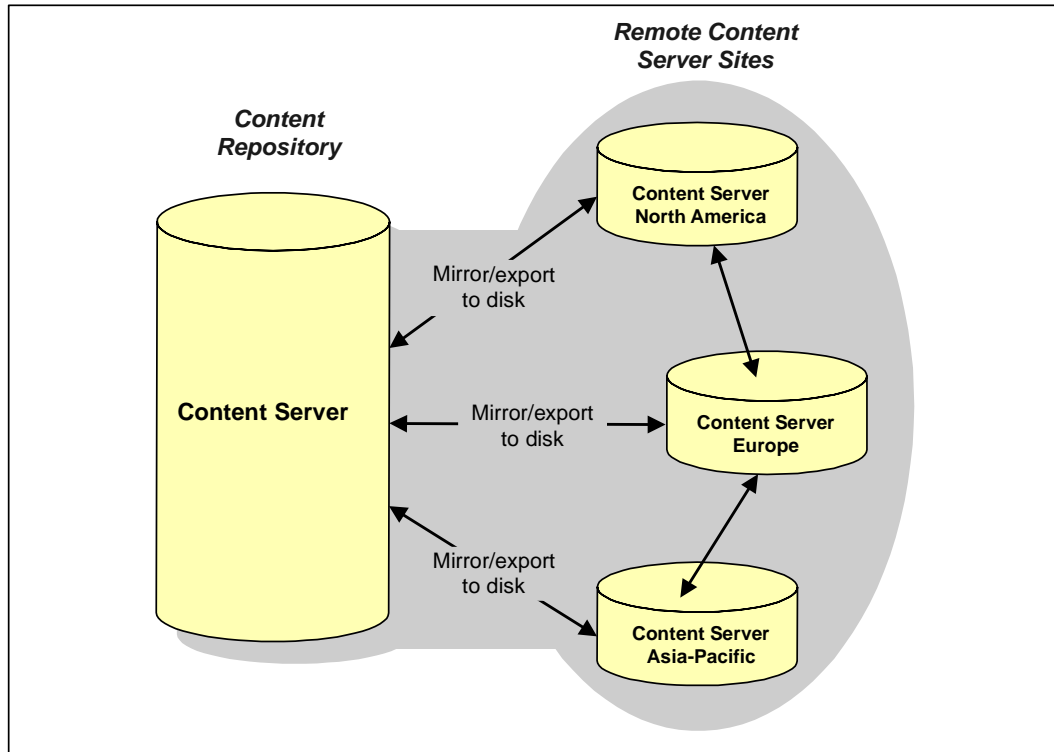 Remote Content
Server Sites
Content
Repository
Content Server
North America
Mirror/export
to disk
Content Server
Mirror/export
to disk
Content Server
Europe
Mirror/export
to disk
Content Server
Asia-Pacific